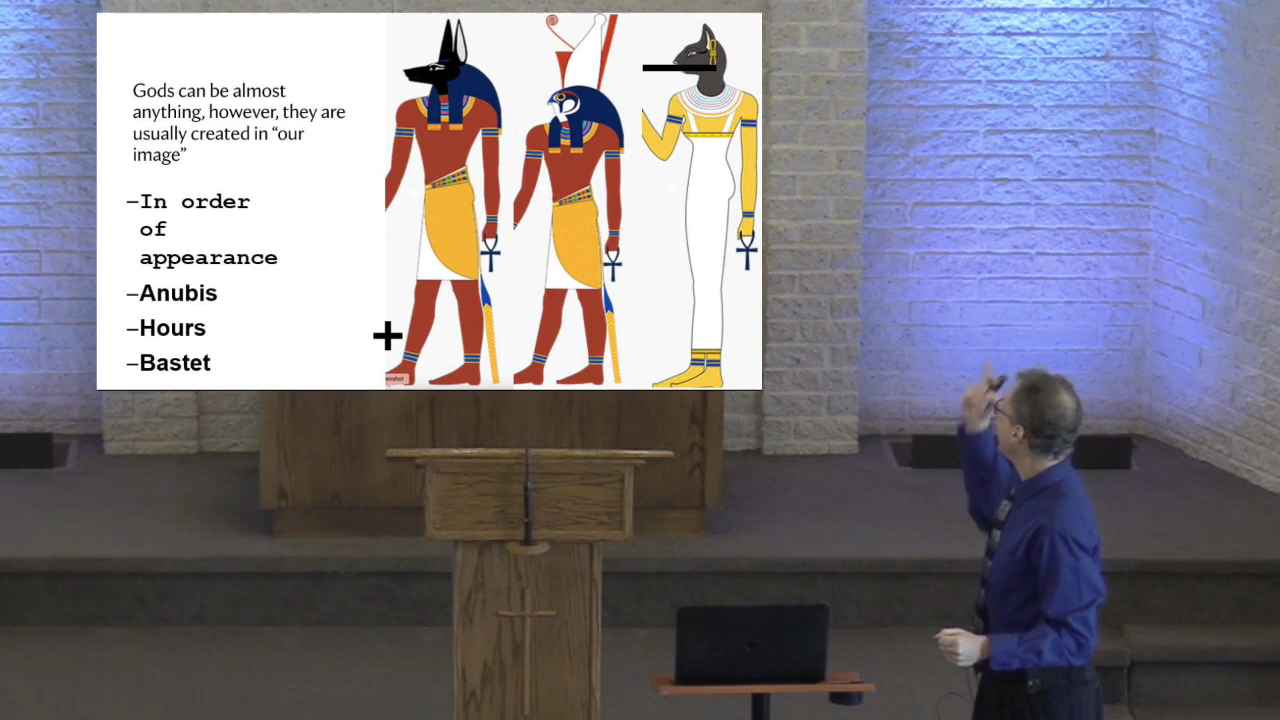 Gods can be almost
anything, however, they are
usually created in “our
image”
–In order
of
appearance
–Anubis
–Hours
–Bastet
enshot